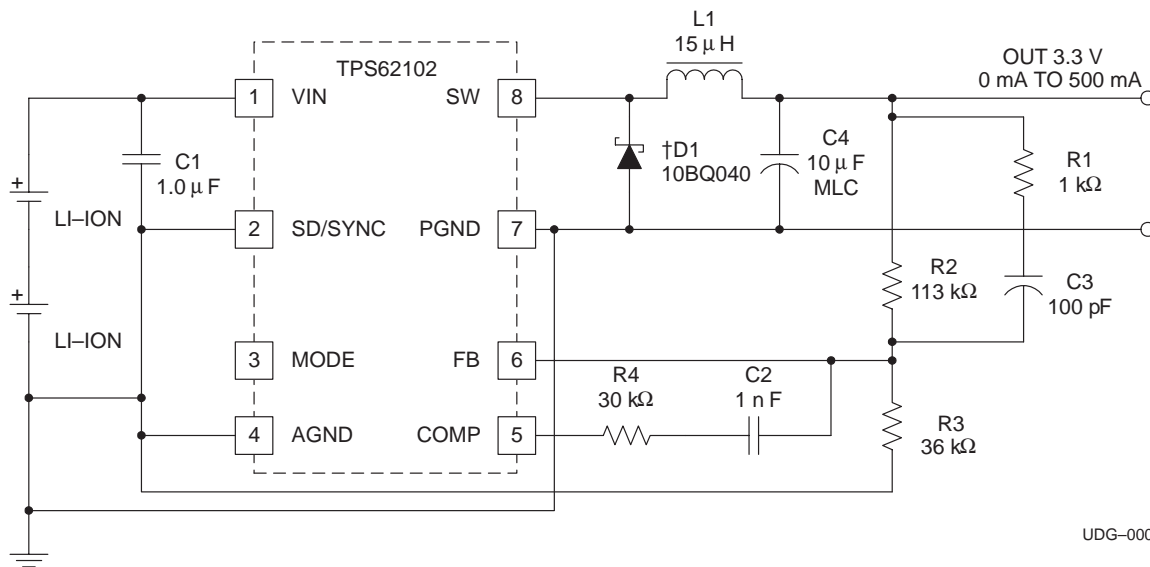 L1
15 μ H
OUT 3.3 V
0 mA TO 500 mA
TPS62102
1 VIN SW 8
C1
1.0 μ F
†D1
10BQ040
C4
10 μ F
MLC
R1
1 kΩ
+
LI–ION
2 SD/SYNC PGND 7
R2
113 kΩ
C3
100 pF
+
LI–ION
3 MODE FB 6
R4
30 kΩ
C2
1 n F
4 AGND COMP 5
R3
36 kΩ
UDG–000